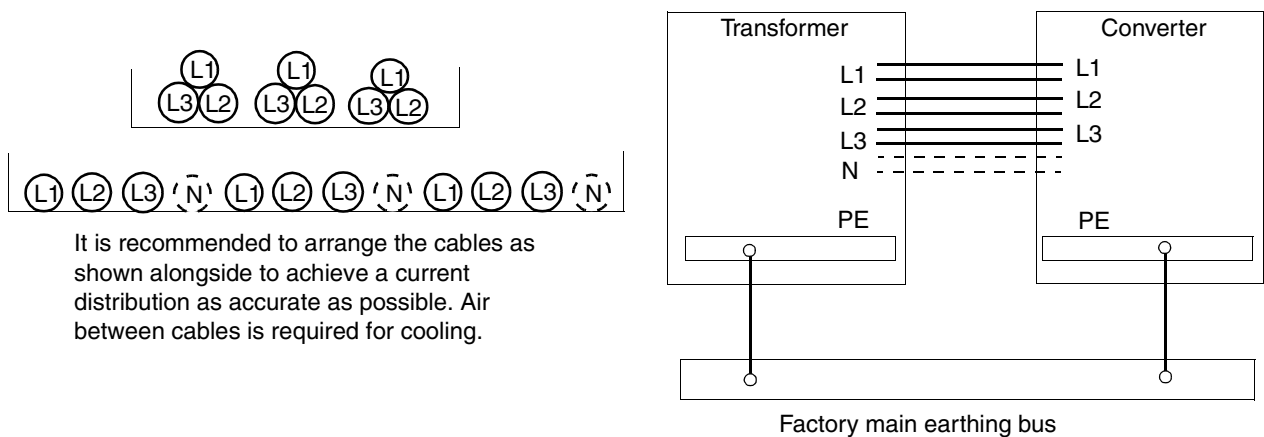 L1 L1 L1
L3 L2 L3 L2 L3 L2
L1 L2 L3 N L1 L2 L3 N L1 L2 L3 N
It is recommended to arrange the cables as
shown alongside to achieve a current
distribution as accurate as possible. Air
between cables is required for cooling.
Transformer Converter
L1 L1
L2 L2
L3 L3
N
PE PE
Factory main earthing bus